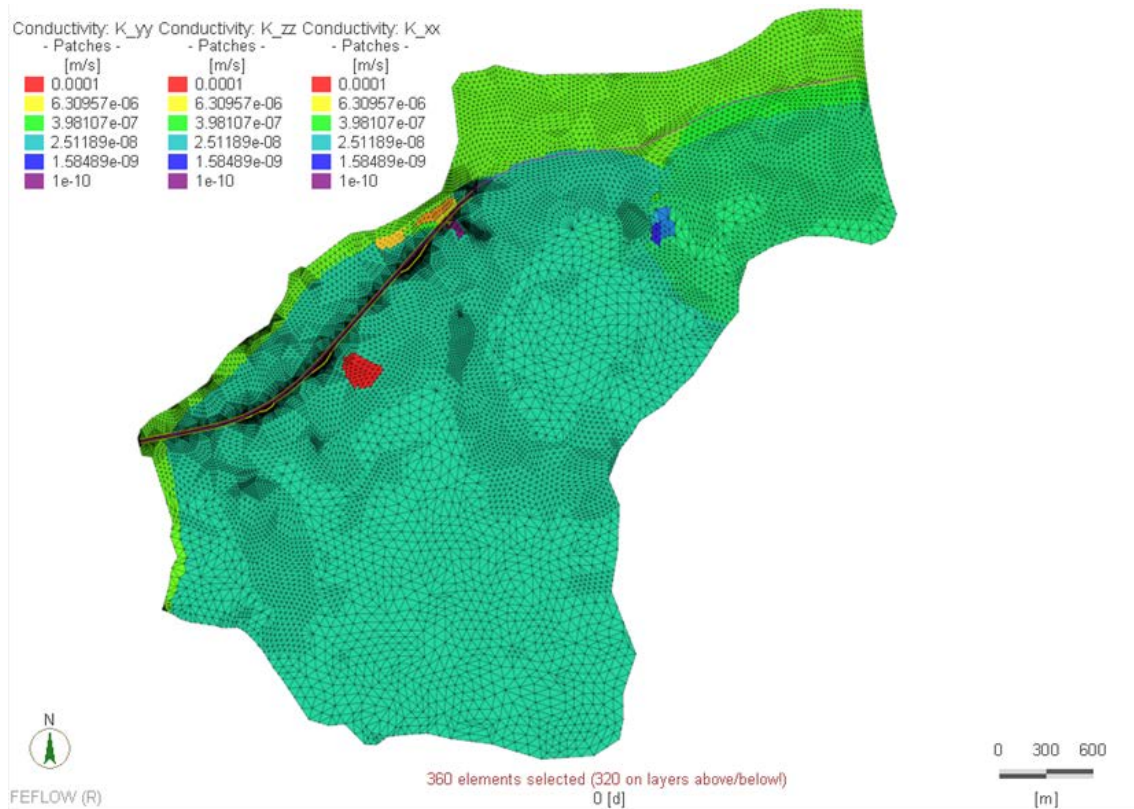 Conductivity: K_yy Conductivity: K_zz Conductivity: K_xx
- Patches - - Patches - - Patches -
[m/s] [m/s] [m/s]
0.0001 0.0001 0.0001
6.30957e-06 6.30957e-06 6.30957e-06
3.98107e-07 3.98107e-07 3.98107e-07
2.51189e-08 2.51189e-08 2.51189e-08
1.58489e-09 1.58489e-09 1.58489e-09
1e-10 1e-10 1e-10
N
0 300 600
[m]
360 elements selected (320 on layers above/below!)
0 [d]
FEFLOW (R)